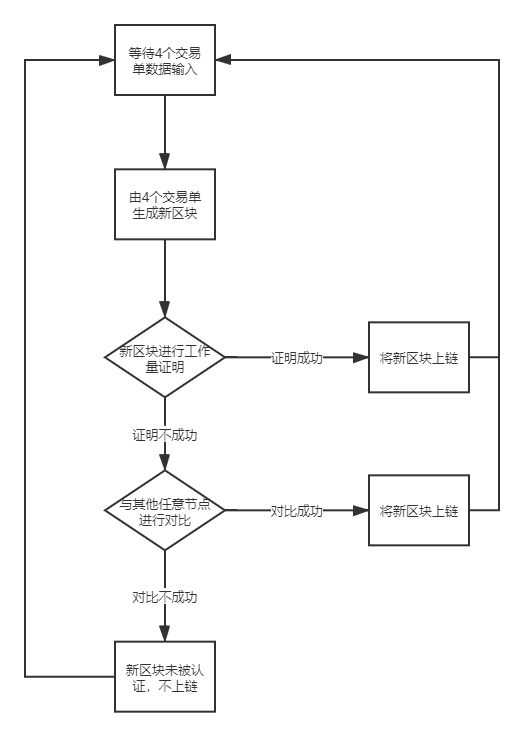 等待4个交易
单数据输入
由4个交易单
生成新区块
新区块进行工作
量证明
证明成功
将新区块上链
证明不成功
与其他任意节点
进行对比
对比成功
将新区块上链
对比不成功
新区块未被认
证，不上链